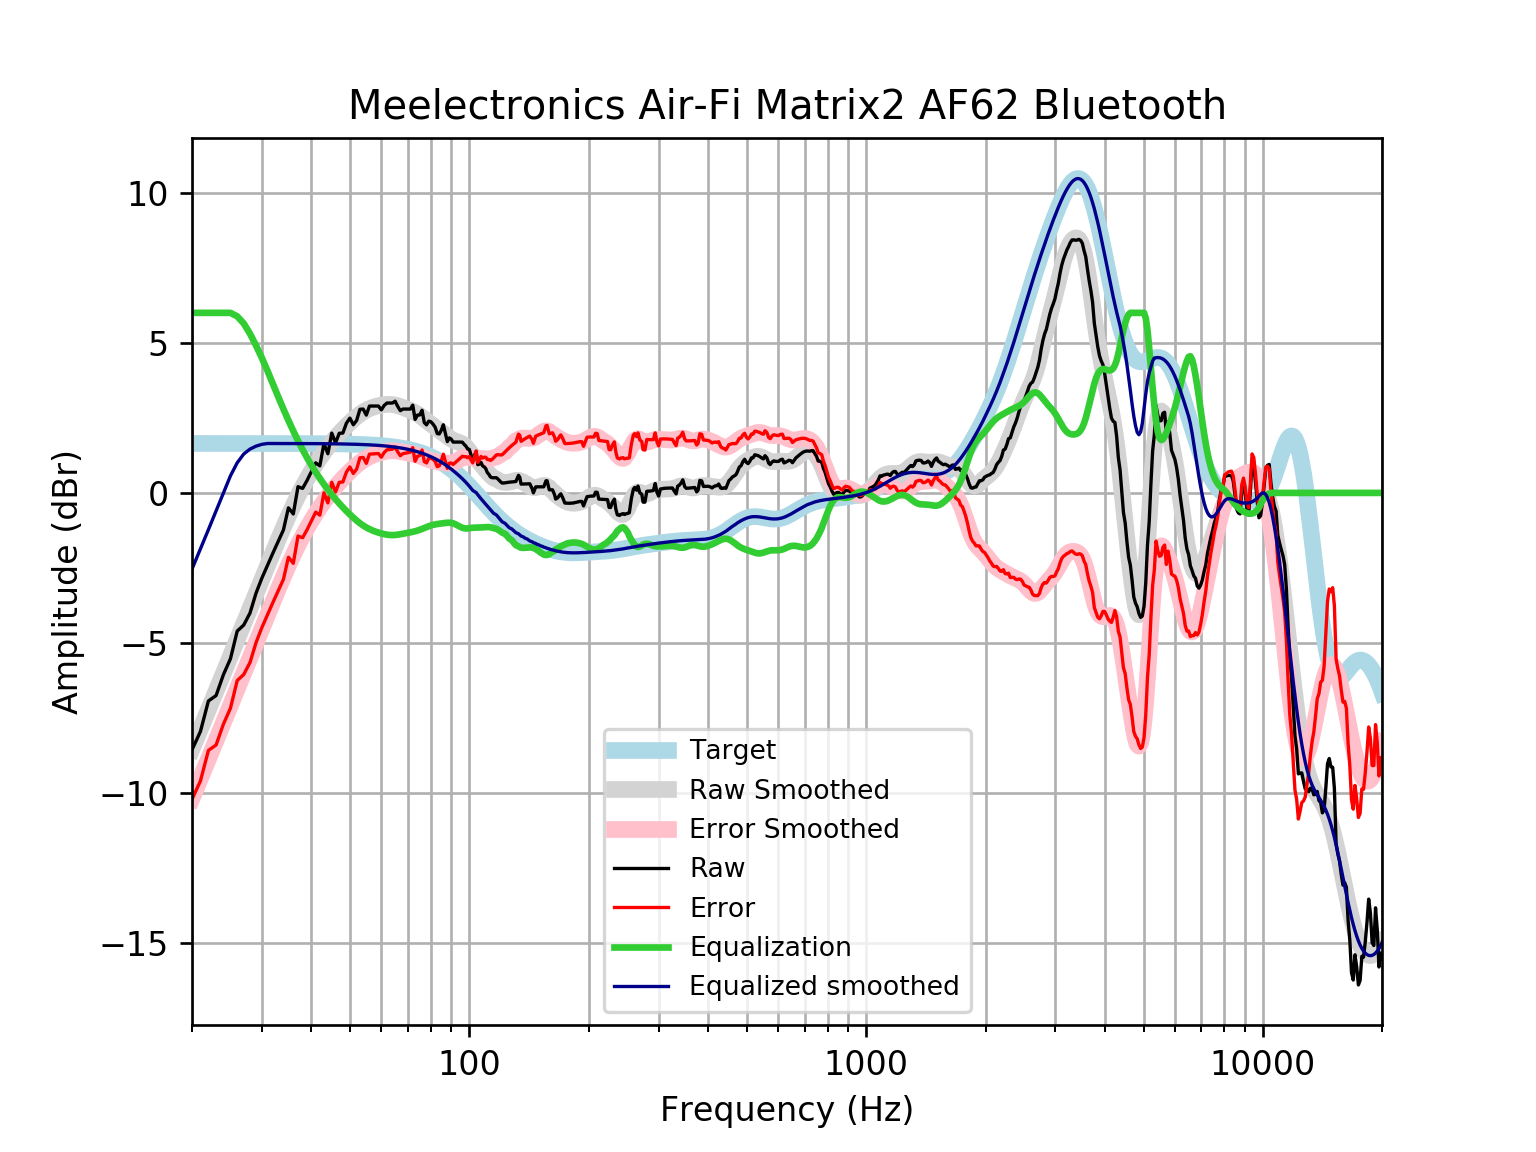 Meelectronics Air-Fi Matrix2 AF62 Bluetooth
10
5
0
−5
−10
−15
Amplitude (dBr)
Target
Raw Smoothed
Error Smoothed
Raw
Error
Equalization
Equalized smoothed
100 1000 10000
Frequency (Hz)